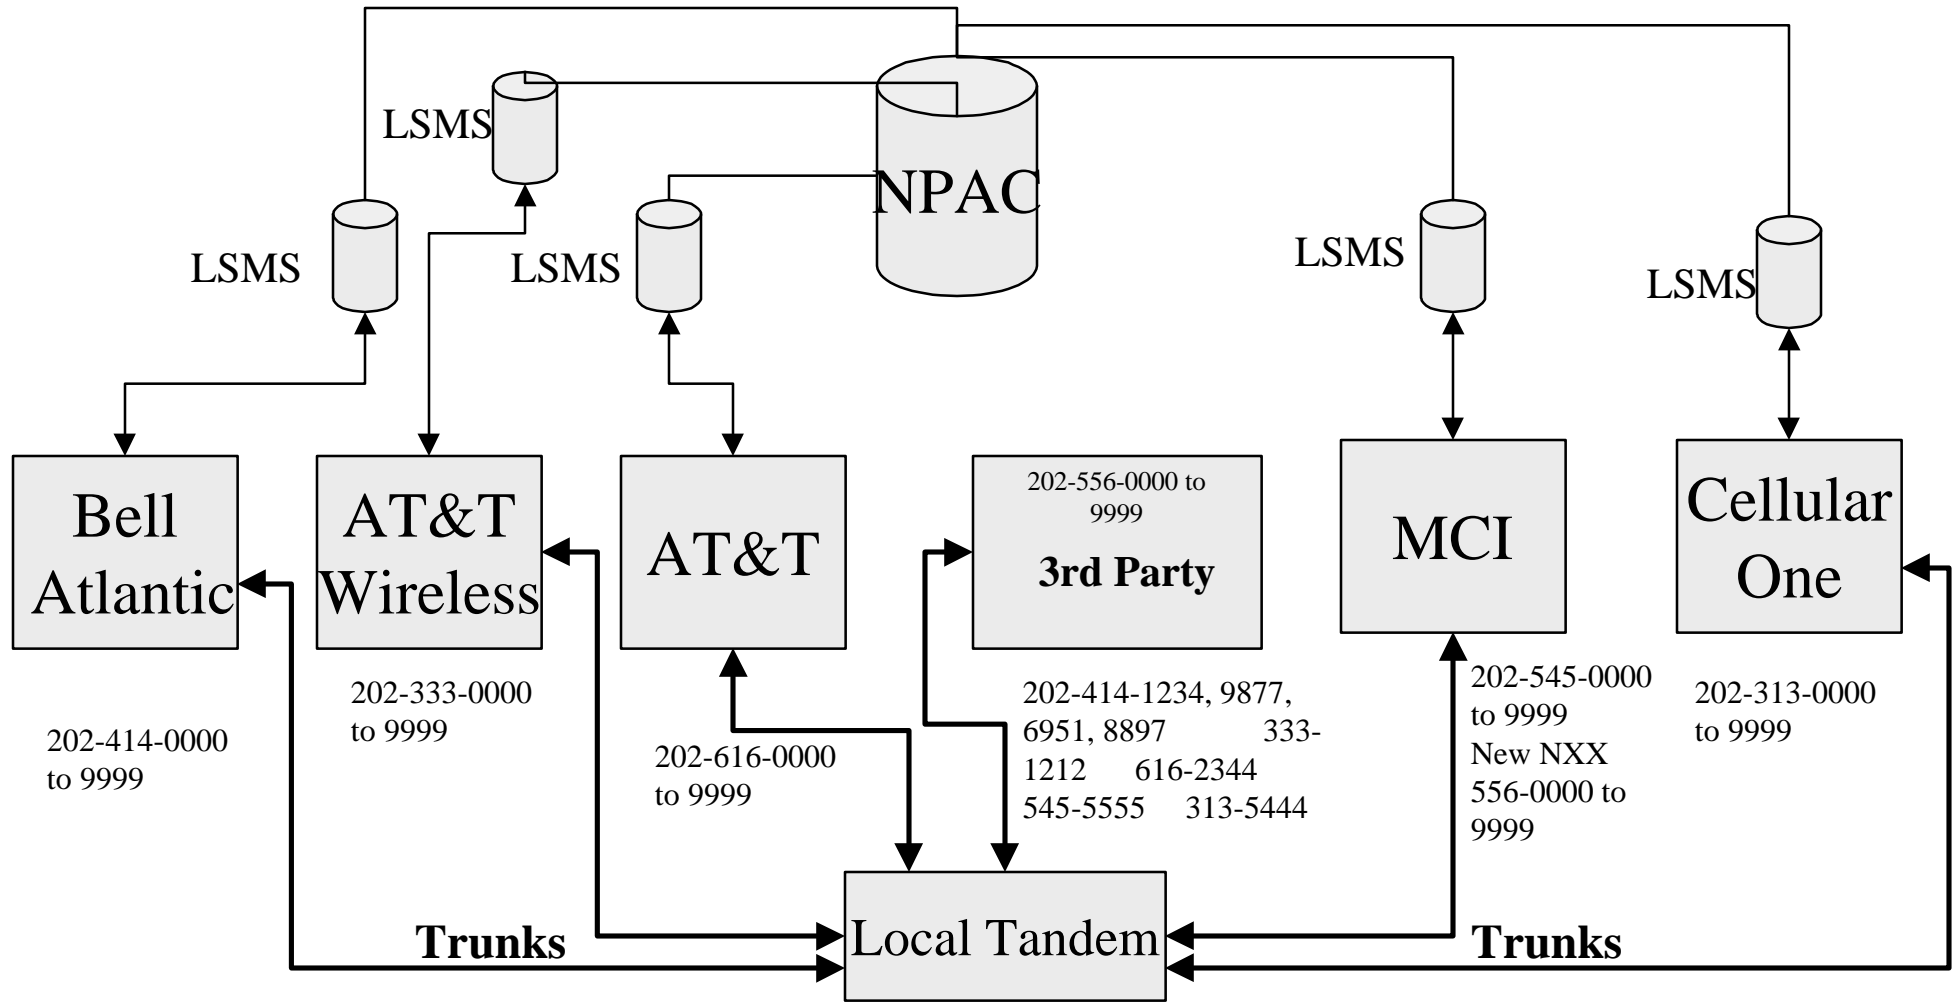 LSMS
NPAC
LSMS
LSMS
LSMS
LSMS
Bell
Atlantic
AT&T
Wireless
AT&T
202-556-0000 to
9999
3rd Party
MCI
Cellular
One
202-414-0000
to 9999
202-333-0000
to 9999
202-616-0000
to 9999
202-414-1234, 9877,
6951, 8897 333-
1212 616-2344
545-5555 313-5444
202-545-0000
to 9999
New NXX
556-0000 to
9999
202-313-0000
to 9999
Trunks
Local Tandem
Trunks